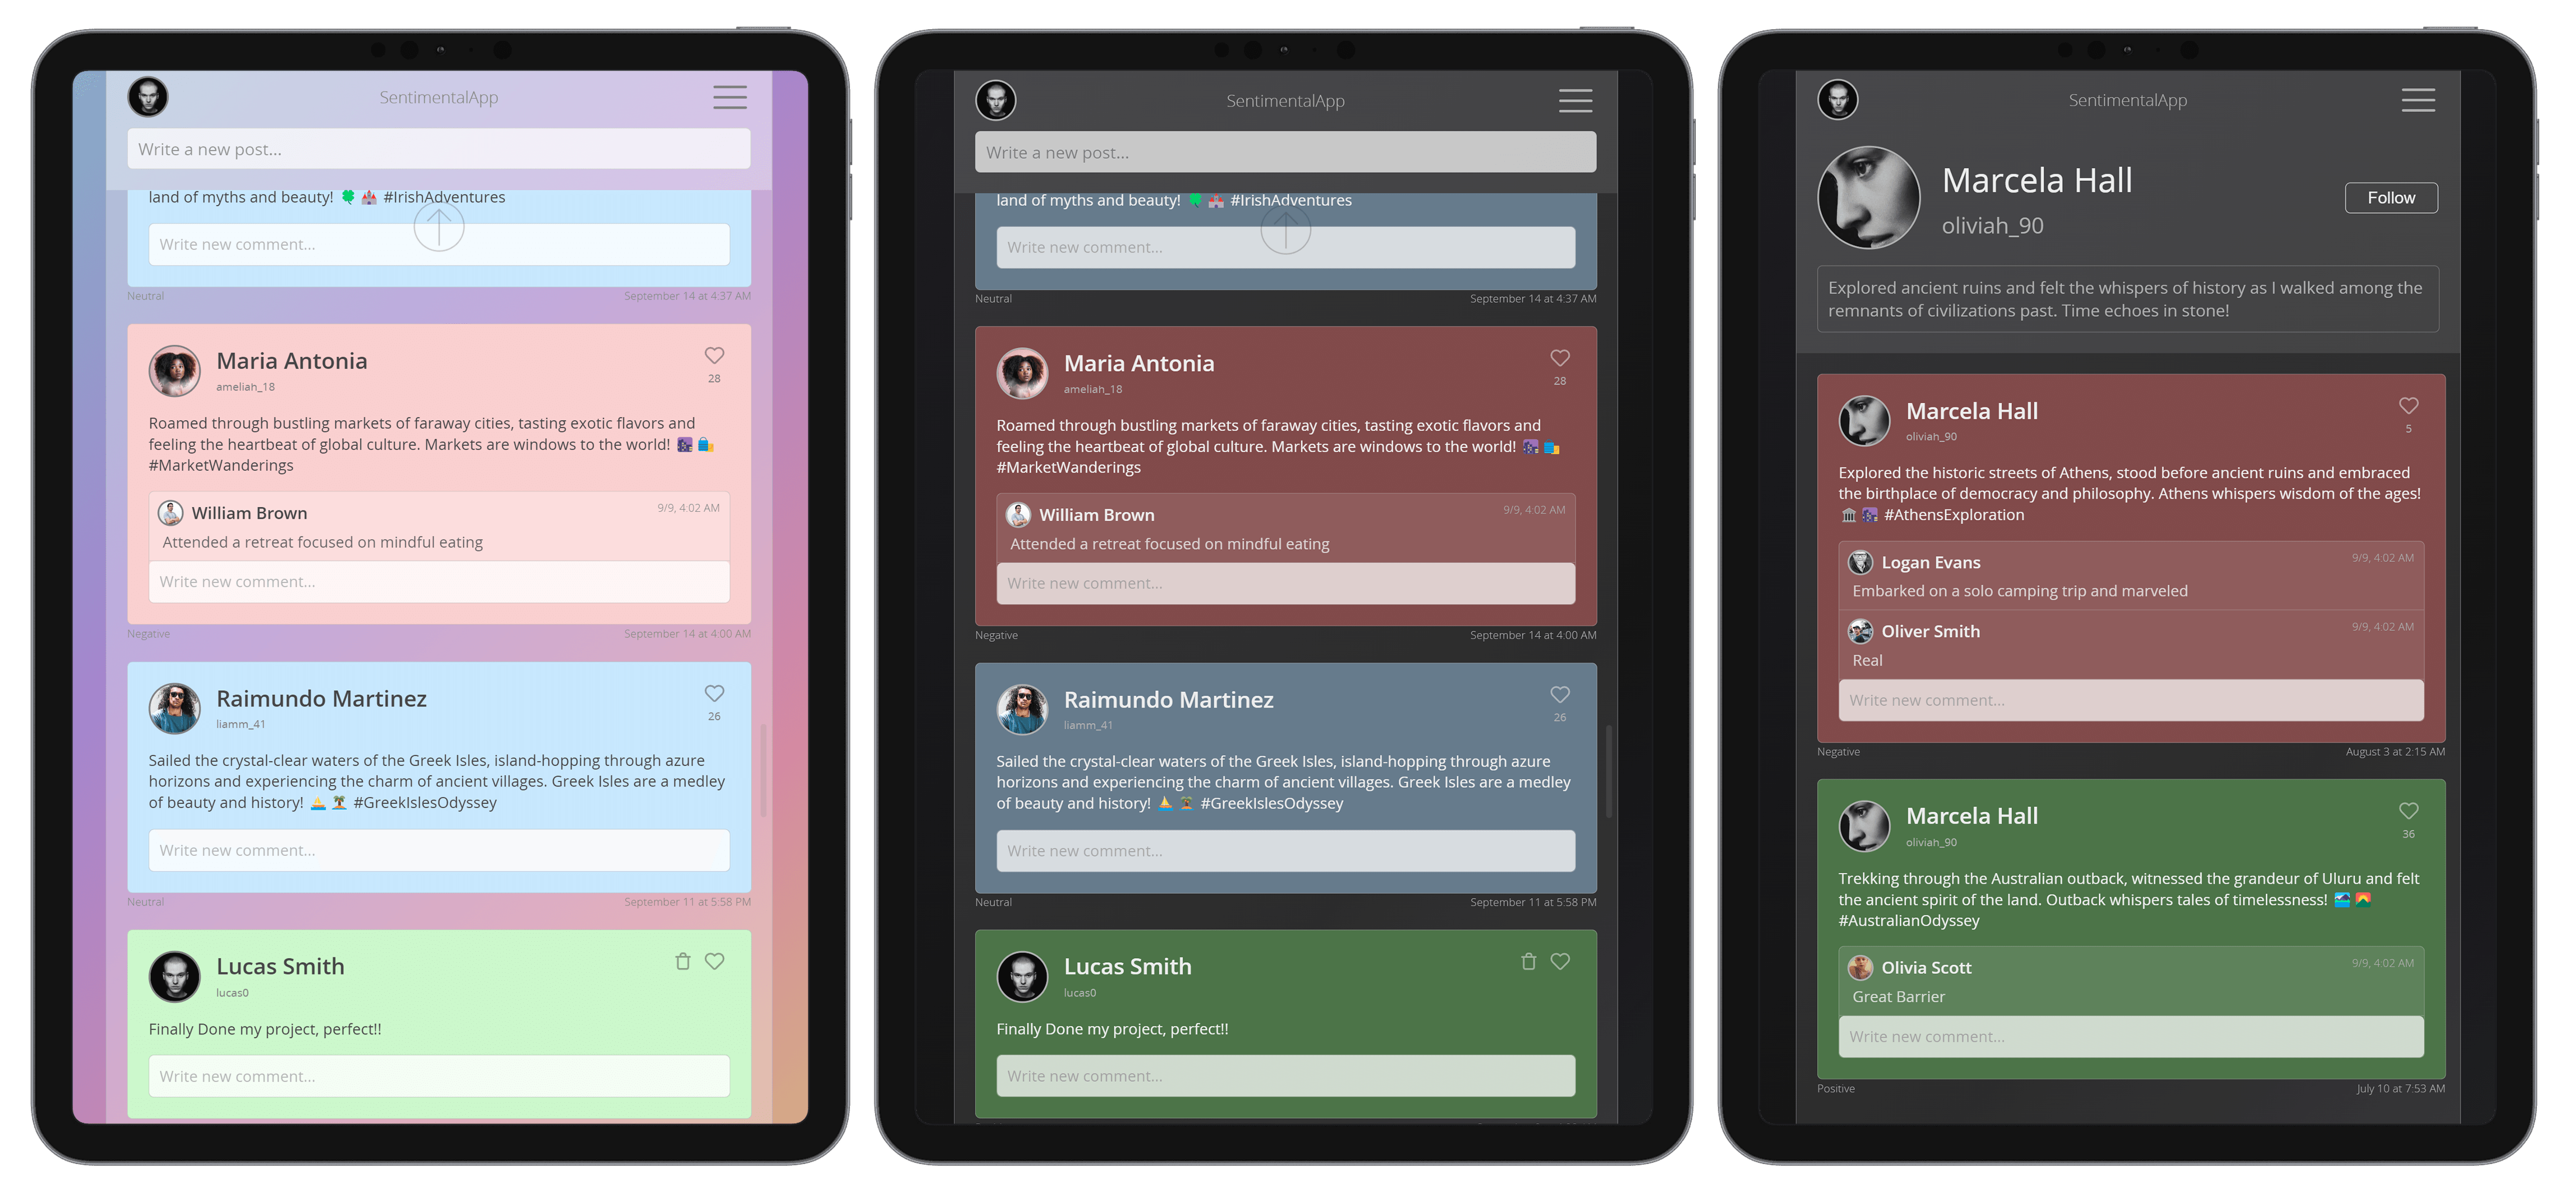 SentimentalApp
Write a new post...
land of myths and beauty! 🍀 🏰 #IrishAdventures
Write new comment...
Neutral
September 14 at 4:37 AM
Maria Antonia
ameliah_18
28
Roamed through bustling markets of faraway cities, tasting exotic flavors and
feeling the heartbeat of global culture. Markets are windows to the world! 🌌 🛍️
#MarketWanderings
William Brown
9/9, 4:02 AM
Attended a retreat focused on mindful eating
Write new comment...
Negative
September 14 at 4:00 AM
Raimundo Martinez
liamm_41
26
Sailed the crystal-clear waters of the Greek Isles, island-hopping through azure
horizons and experiencing the charm of ancient villages. Greek Isles are a medley
of beauty and history! ⛵ 🏝️ #GreekIslesOdyssey
Write new comment...
Neutral
September 11 at 5:58 PM
Lucas Smith
lucas0
Finally Done my project, perfect!!
Write new comment...
SentimentalApp
Write a new post...
land of myths and beauty! 🍀 🏰 #IrishAdventures
Write new comment...
Neutral
September 14 at 4:37 AM
Maria Antonia
ameliah_18
28
Roamed through bustling markets of faraway cities, tasting exotic flavors and
feeling the heartbeat of global culture. Markets are windows to the world! 🌌 🛍️
#MarketWanderings
William Brown
9/9, 4:02 AM
Attended a retreat focused on mindful eating
Write new comment...
Negative
September 14 at 4:00 AM
Raimundo Martinez
liamm_41
26
Sailed the crystal-clear waters of the Greek Isles, island-hopping through azure
horizons and experiencing the charm of ancient villages. Greek Isles are a medley
of beauty and history! ⛵ 🏝️ #GreekIslesOdyssey
Write new comment...
Neutral
September 11 at 5:58 PM
Lucas Smith
lucas0
Finally Done my project, perfect!!
Write new comment...
SentimentalApp
Marcela Hall
oliviah_90
Follow
Explored ancient ruins and felt the whispers of history as I walked among the
remnants of civilizations past. Time echoes in stone!
Marcela Hall
oliviah_90
5
Explored the historic streets of Athens, stood before ancient ruins and embraced
the birthplace of democracy and philosophy. Athens whispers wisdom of the ages!
🏛️ 🌌 #AthensExploration
Logan Evans
9/9, 4:02 AM
Embarked on a solo camping trip and marveled
Oliver Smith
9/9, 4:02 AM
Real
Write new comment...
Negative
August 3 at 2:15 AM
Marcela Hall
oliviah_90
36
Trekking through the Australian outback, witnessed the grandeur of Uluru and felt
the ancient spirit of the land. Outback whispers tales of timelessness! 🏞️ 🌄
#AustralianOdyssey
Olivia Scott
9/9, 4:02 AM
Great Barrier
Write new comment...
Positive
July 10 at 7:53 AM